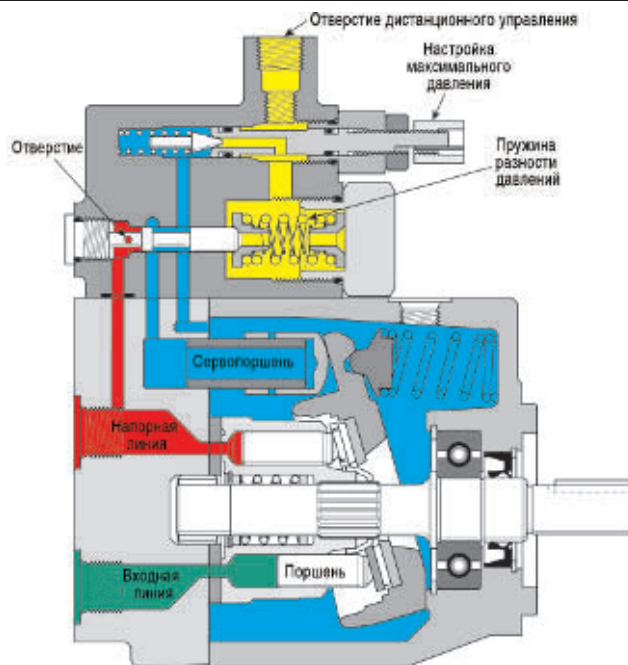 Отверстие дистанционного управления
Настройка
максимального
давления
Отверстие
Пружина
разности
давлений
Сервопоршень
Напорная
линия
Входная
линия
Поршень